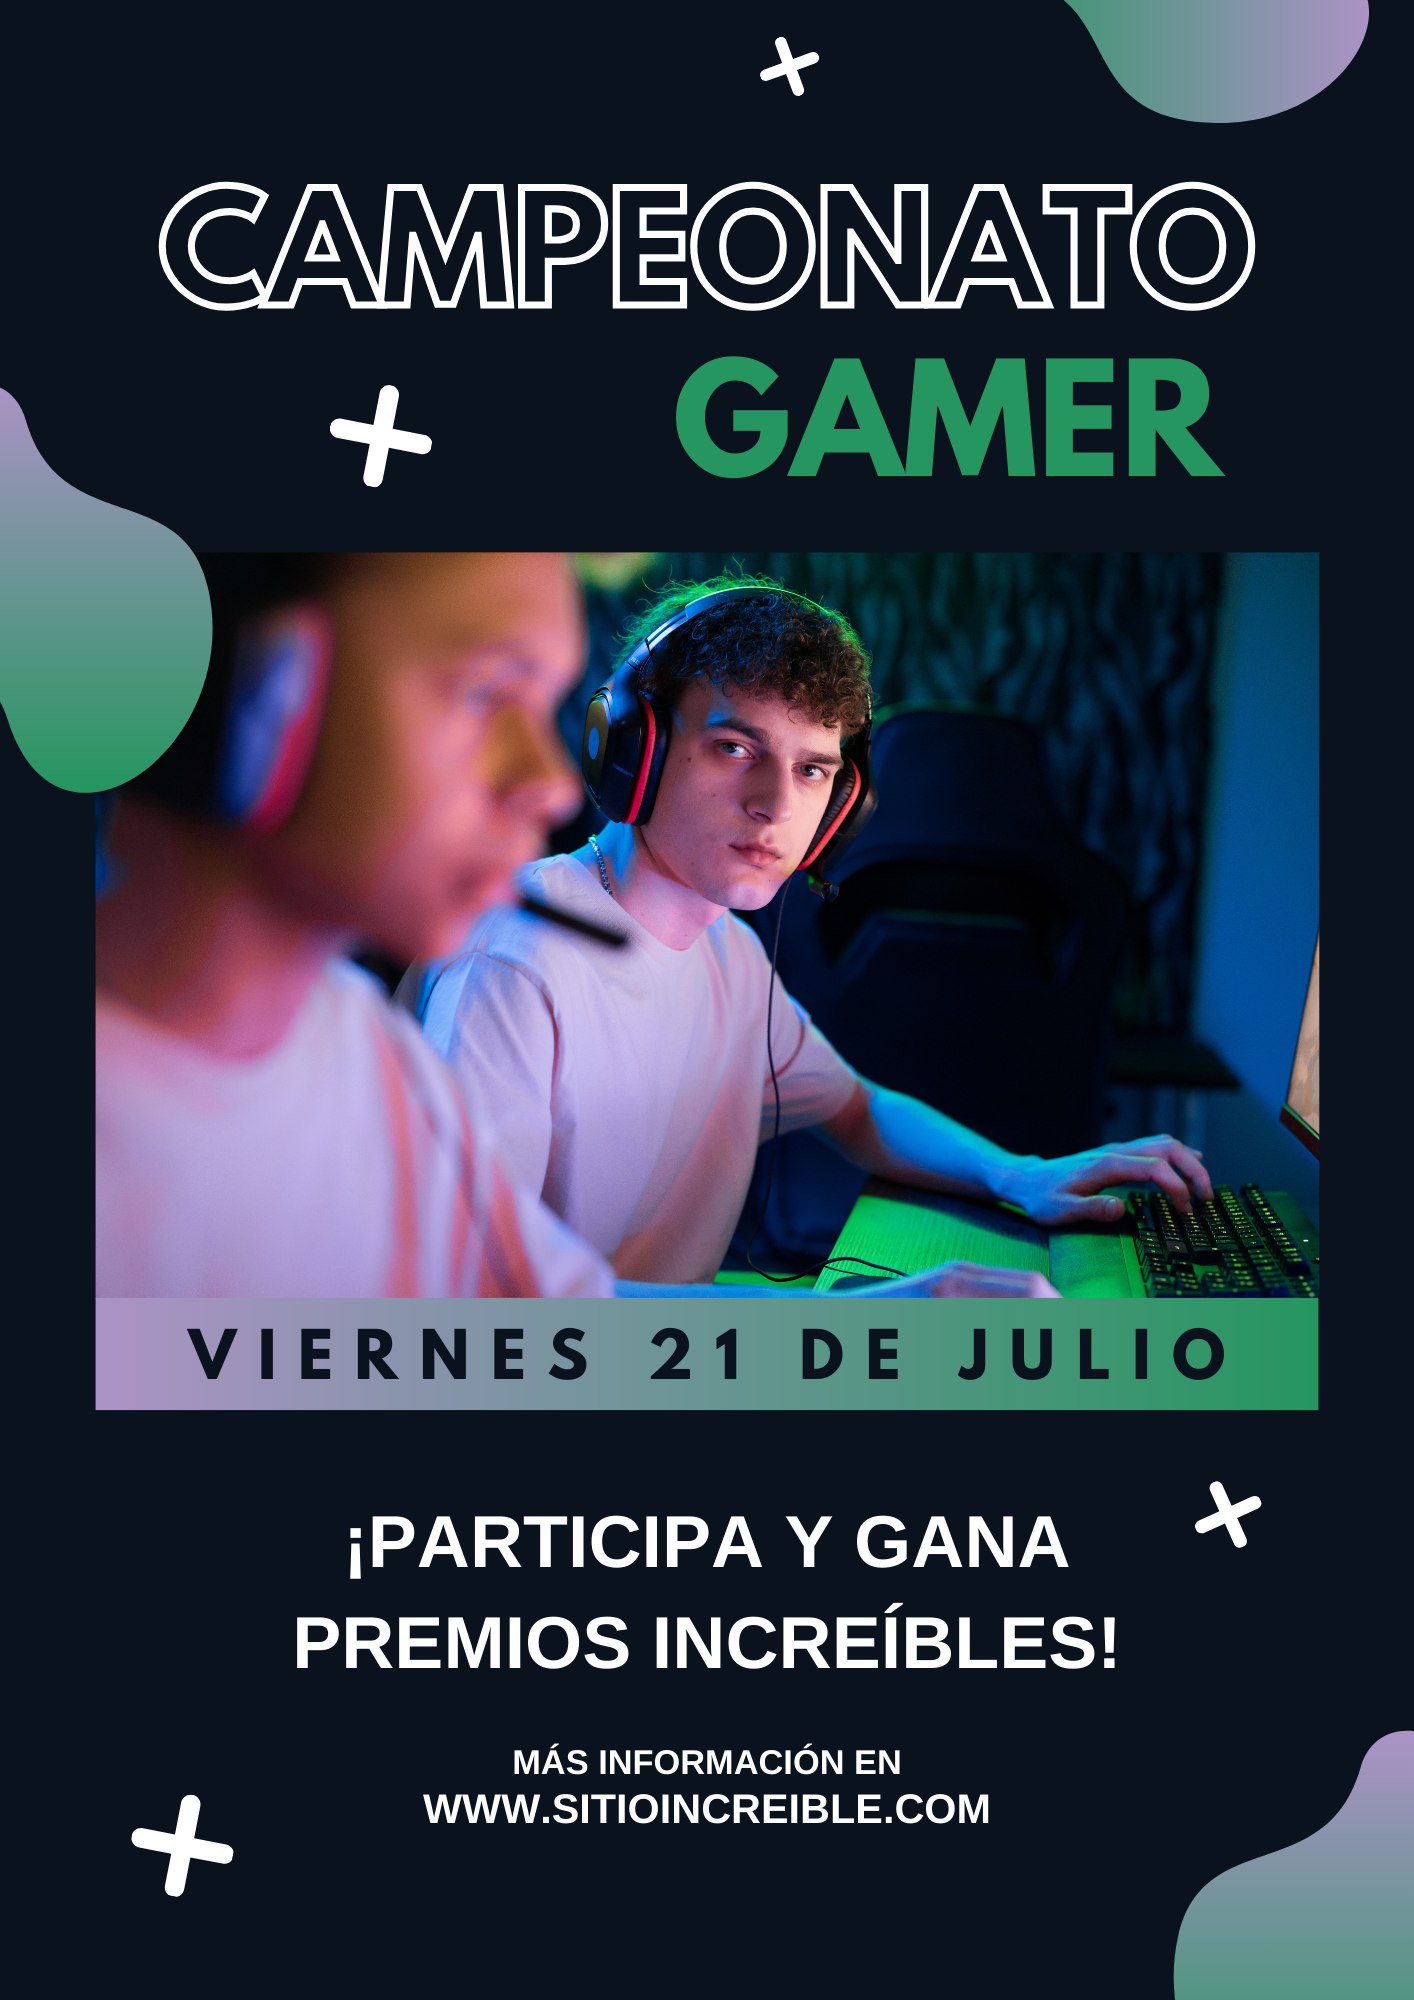 CAMPEONATO
GAMER
VIERNES 21 DE JULIO
¡PARTICIPA Y GANA
PREMIOS INCREÍBLES!
MÁS INFORMACIÓN EN
WWW.SITIOINCREIBLE.COM